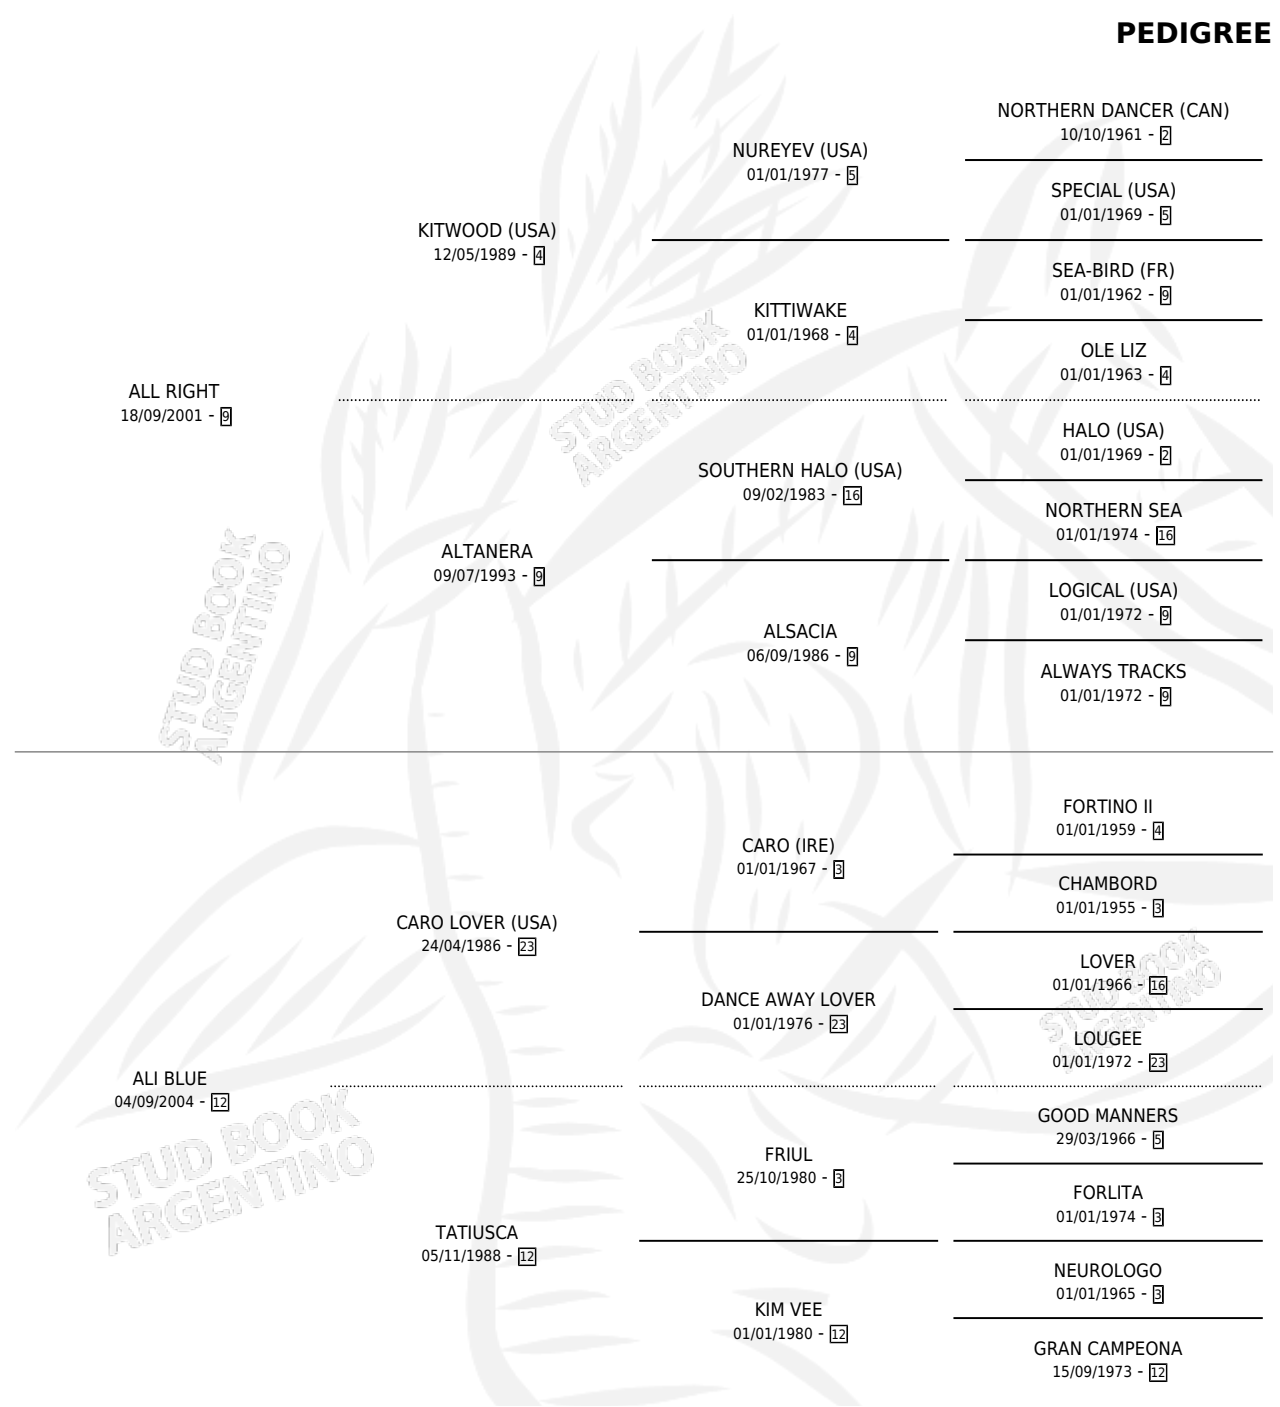 PEDIGREE
NORTHERN DANCER (CAN)
10/10/1961 - 2
NUREYEV (USA)
01/01/1977 - 5
SPECIAL (USA)
01/01/1969 - 5
KITWOOD (USA)
12/05/1989 - 4
SEA-BIRD (FR)
01/01/1962 - 9
KITTIWAKE
01/01/1968 - 4
OLE LIZ
01/01/1963 - 4
ALL RIGHT
18/09/2001 - 9
HALO (USA)
01/01/1969 - 2
SOUTHERN HALO (USA)
09/02/1983 - 16
NORTHERN SEA
01/01/1974 - 16
ALTANERA
09/07/1993 - 9
LOGICAL (USA)
01/01/1972 - 9
ALSACIA
06/09/1986 - 9
ALWAYS TRACKS
01/01/1972 - 9
FORTINO II
01/01/1959 - 4
CARO (IRE)
01/01/1967 - 3
CHAMBORD
01/01/1955 - 3
CARO LOVER (USA)
24/04/1986 - 23
LOVER
01/01/1966 - 16
DANCE AWAY LOVER
01/01/1976 - 23
LOUGEE
01/01/1972 - 23
ALI BLUE
04/09/2004 - 12
GOOD MANNERS
29/03/1966 - 5
FRIUL
25/10/1980 - 3
FORLITA
01/01/1974 - 3
TATIUSCA
05/11/1988 - 12
NEUROLOGO
01/01/1965 - 3
KIM VEE
01/01/1980 - 12
GRAN CAMPEONA
15/09/1973 - 12
STUD BOOK
ARGENTINO
STUD BOOK
ARGENTINO
STUD BOOK
ARGENTINO
STUD BOOK
ARGENTINO